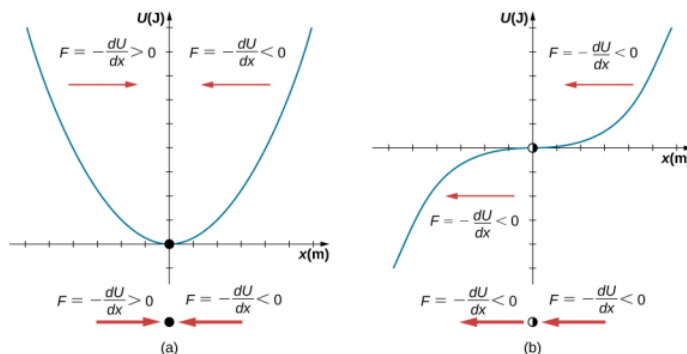 U(J)
F = −dU/dx > 0
F = −dU/dx < 0
x(m)
F = −dU/dx > 0
F = −dU/dx < 0
(a)
U(J)
F = −dU/dx < 0
x(m
F = −dU/dx < 0
F = −dU/dx < 0
F = −dU/dx < 0
(b)